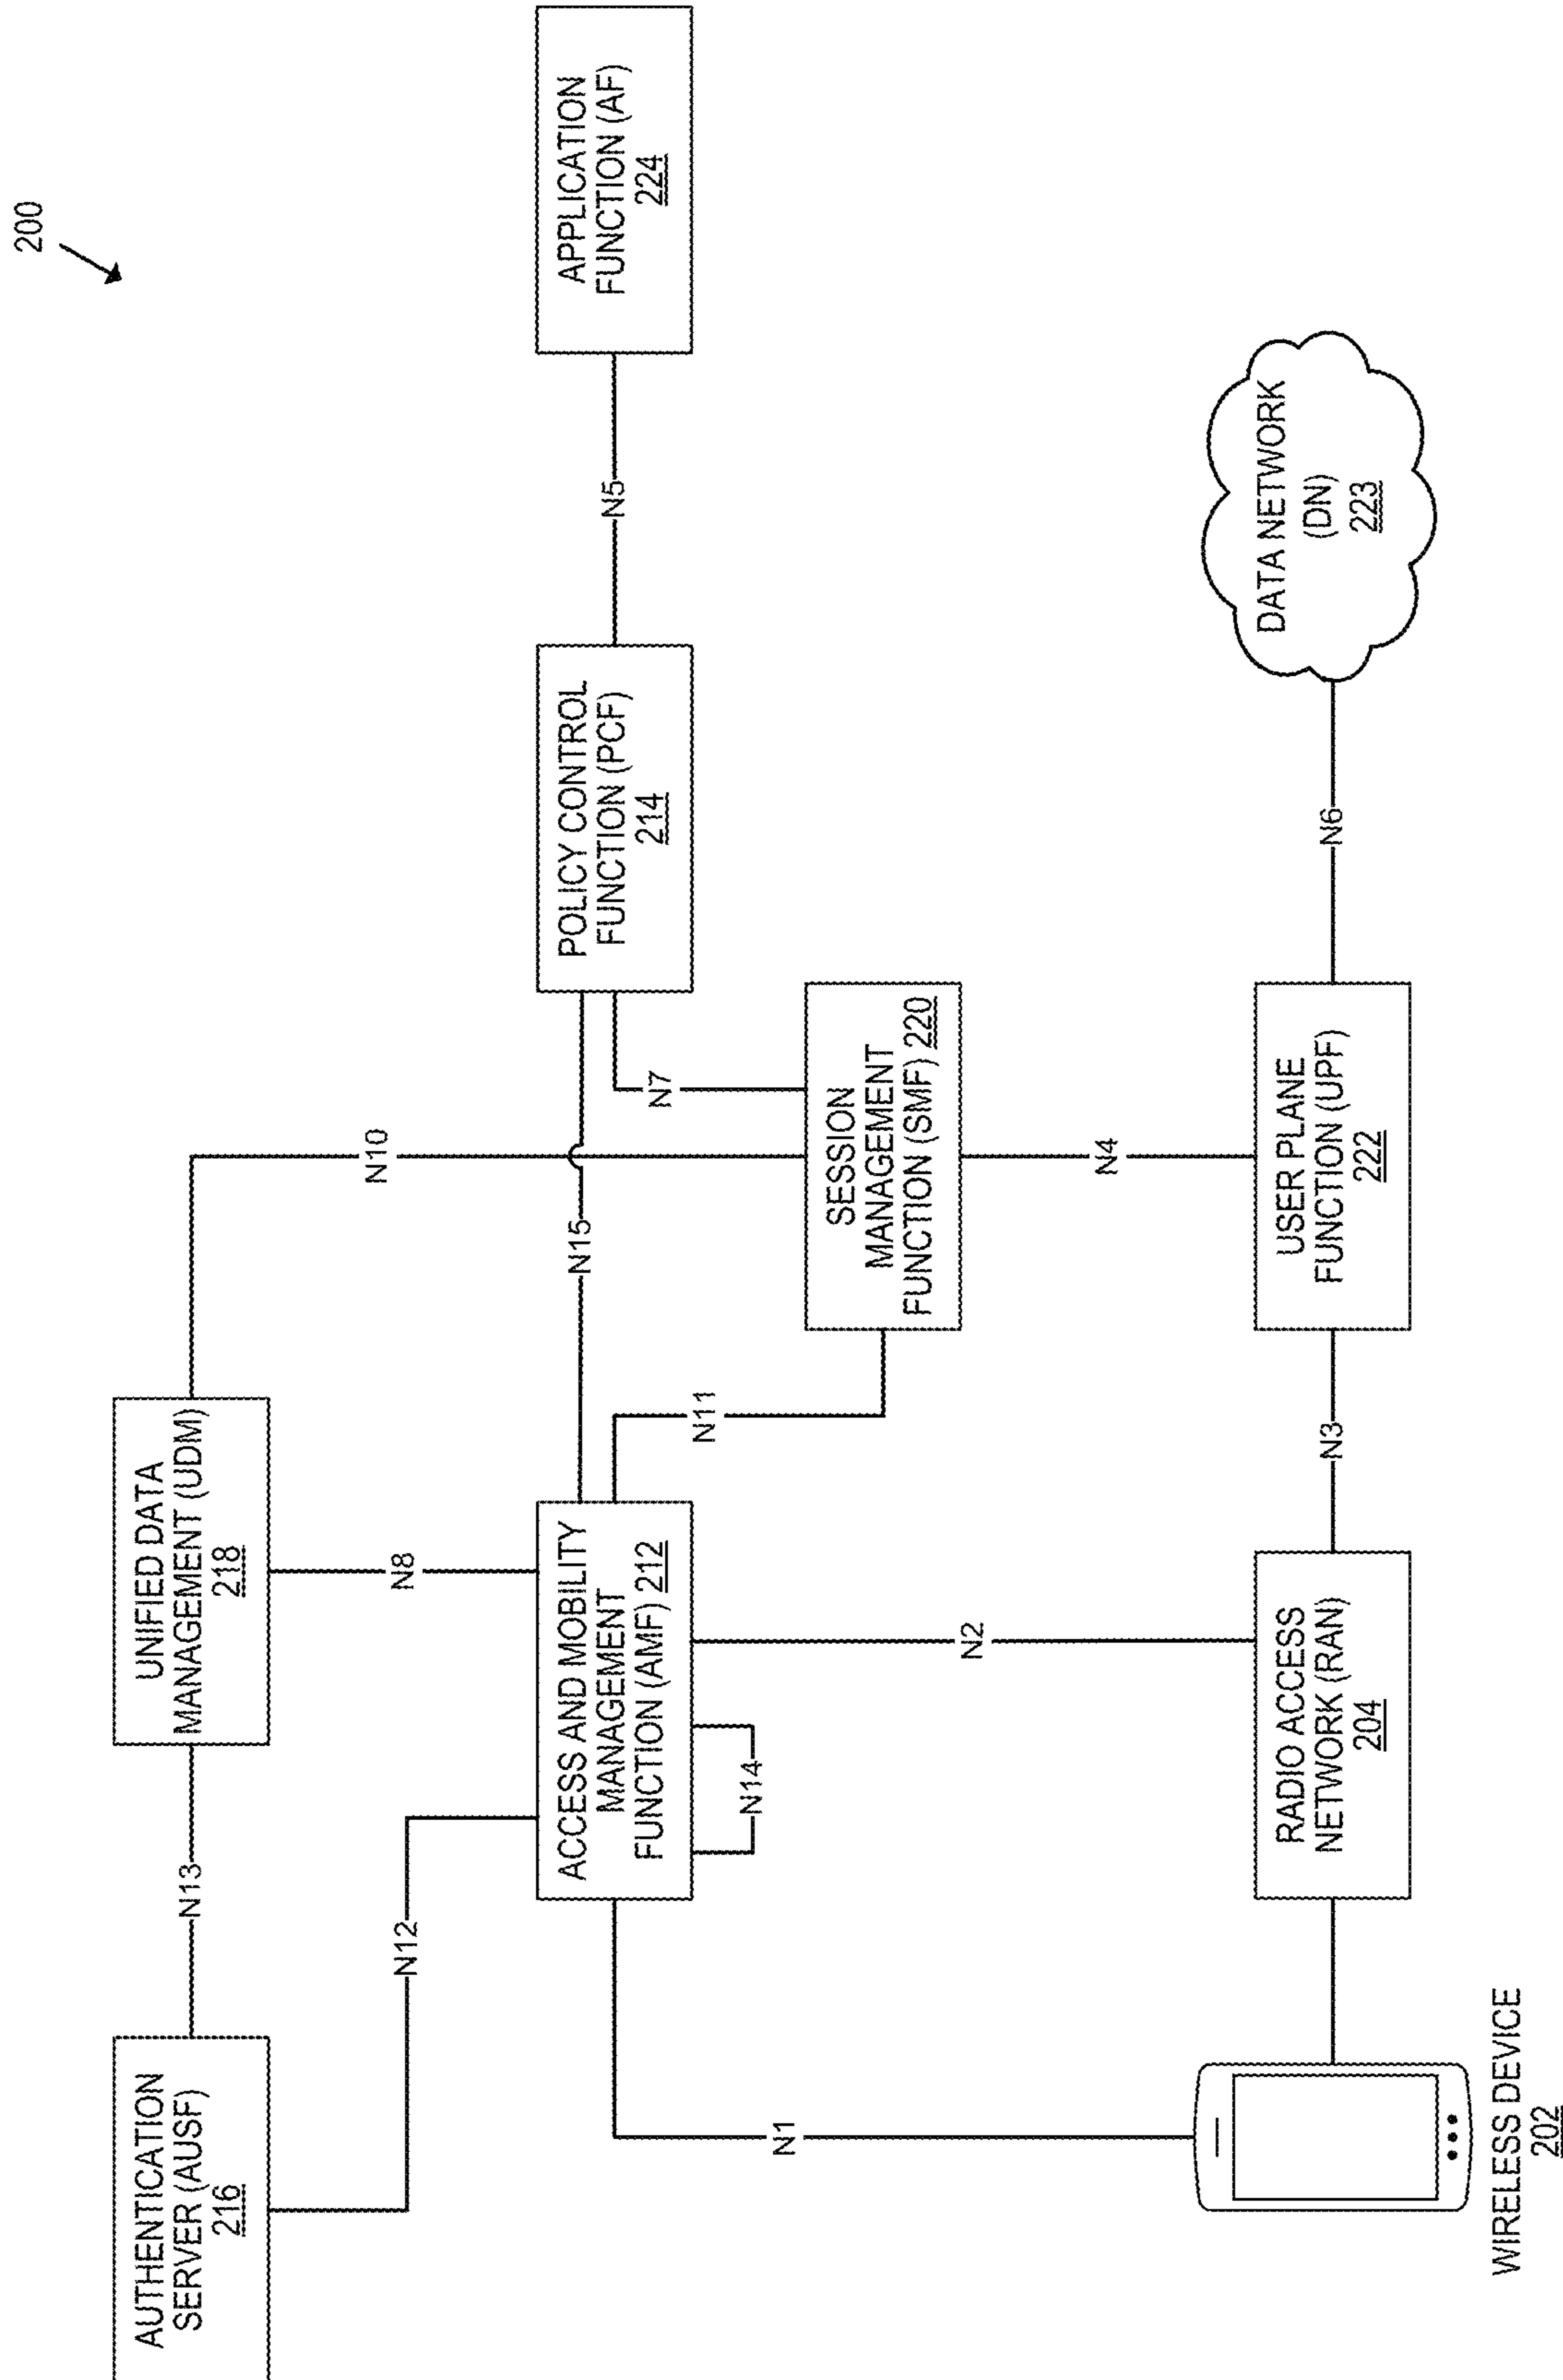 200
AUTHENTICATION
SERVER (AUSF)
216
N13
UNIFIED DATA
MANAGEMENT (UDM)
218
N12
N8
N10
ACCESS AND MOBILITY
MANAGEMENT
FUNCTION (AMF) 212
N14
N15
N11
POLICY CONTROL
FUNCTION (PCF)
214
N5
APPLICATION
FUNCTION (AF)
224
N7
SESSION
MANAGEMENT
FUNCTION (SMF) 220
N1
N2
N4
WIRELESS DEVICE
202
RADIO ACCESS
NETWORK (RAN)
204
N3
USER PLANE
FUNCTION (UPF)
222
N6
DATA NETWORK
(DN)
223